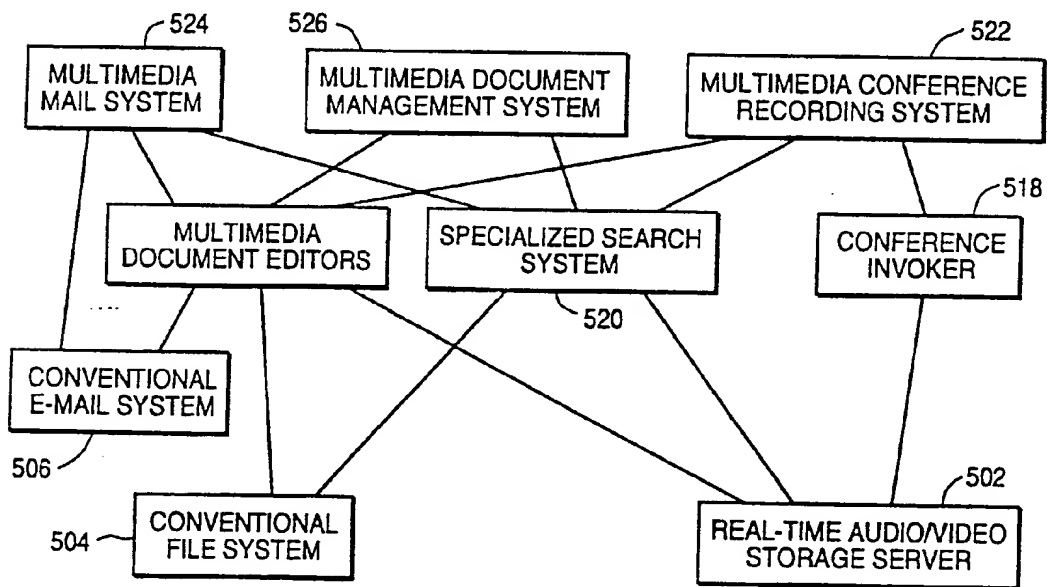 524
526
522
MULTIMEDIA
MAIL SYSTEM
MULTIMEDIA DOCUMENT
MANAGEMENT SYSTEM
MULTIMEDIA CONFERENCE
RECORDING SYSTEM
518
MULTIMEDIA
DOCUMENT EDITORS
SPECIALIZED SEARCH
SYSTEM
CONFERENCE
INVOKER
520
CONVENTIONAL
E-MAIL SYSTEM
506
502
504
CONVENTIONAL
FILE SYSTEM
REAL-TIME AUDIO/VIDEO
STORAGE SERVER